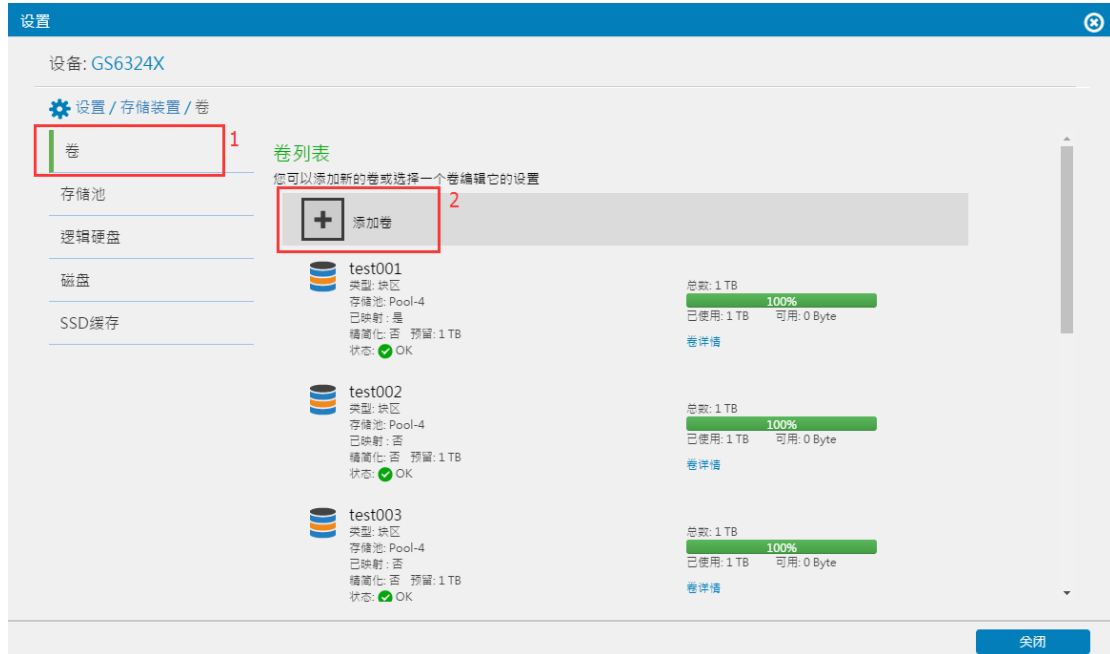 设置
设备: GS6324X
设置 / 存储装置 / 卷
卷
1
存储池
逻辑硬盘
磁盘
SSD缓存
卷列表
您可以添加新的卷或选择一个卷编辑它的设置
2
添加卷
test001
类型: 块区
存储池: Pool-4
已映射 : 是
精简化: 否 预留: 1 TB
状态: OK
总数: 1 TB
100%
已使用: 1 TB 可用: 0 Byte
卷详情
test002
类型: 块区
存储池: Pool-4
已映射 : 否
精简化: 否 预留: 1 TB
状态: OK
总数: 1 TB
100%
已使用: 1 TB 可用: 0 Byte
卷详情
test003
类型: 块区
存储池: Pool-4
已映射 : 否
精简化: 否 预留: 1 TB
状态: OK
总数: 1 TB
100%
已使用: 1 TB 可用: 0 Byte
卷详情
关闭